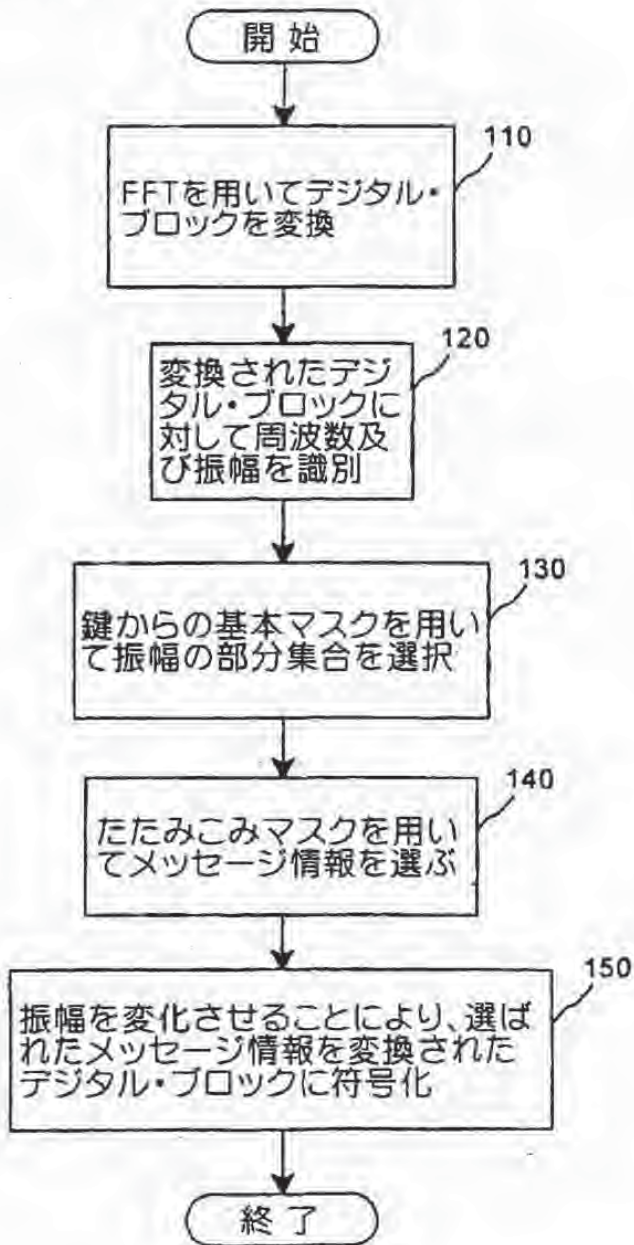 開始
110
FFTを用いてデジタル・
ブロックを変換
120
変換されたデジ
タル・ブロックに
対して周波数及
び振幅を識別
130
鍵からの基本マスクを用い
て振幅の部分集合を選択
140
たたみこみマスクを用い
てメッセージ情報を選ぶ
150
振幅を変化させることにより、選ば
れたメッセージ情報を変換された
デジタル・ブロックに符号化
終了